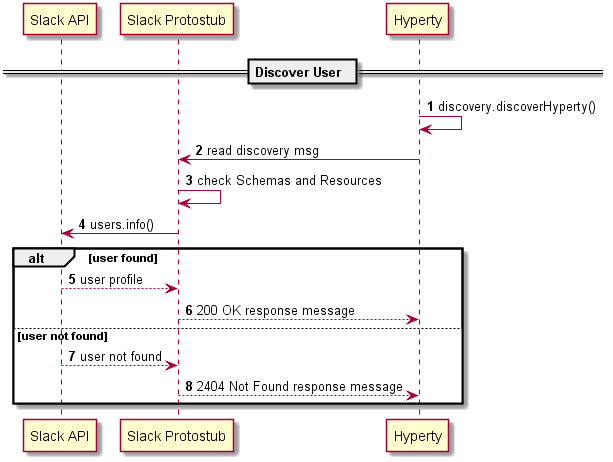 Slack API Slack Protostub Hyperty
Discover User
1 discovery.discoverHyperty()
2 read discovery msg
3 check Schemas and Resources
4 users.info()
alt [user found]
5 user profile
6 200 OK response message
[user not found]
7 user not found
8 2404 Not Found response message
Slack API Slack Protostub Hyperty